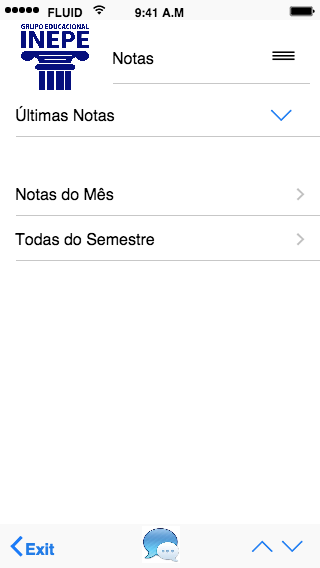 FLUID 9:41 A.M
GRUPO EDUCACIONAL
INEPE
Notas
Últimas Notas
Notas do Mês
Todas do Semestre
Exit